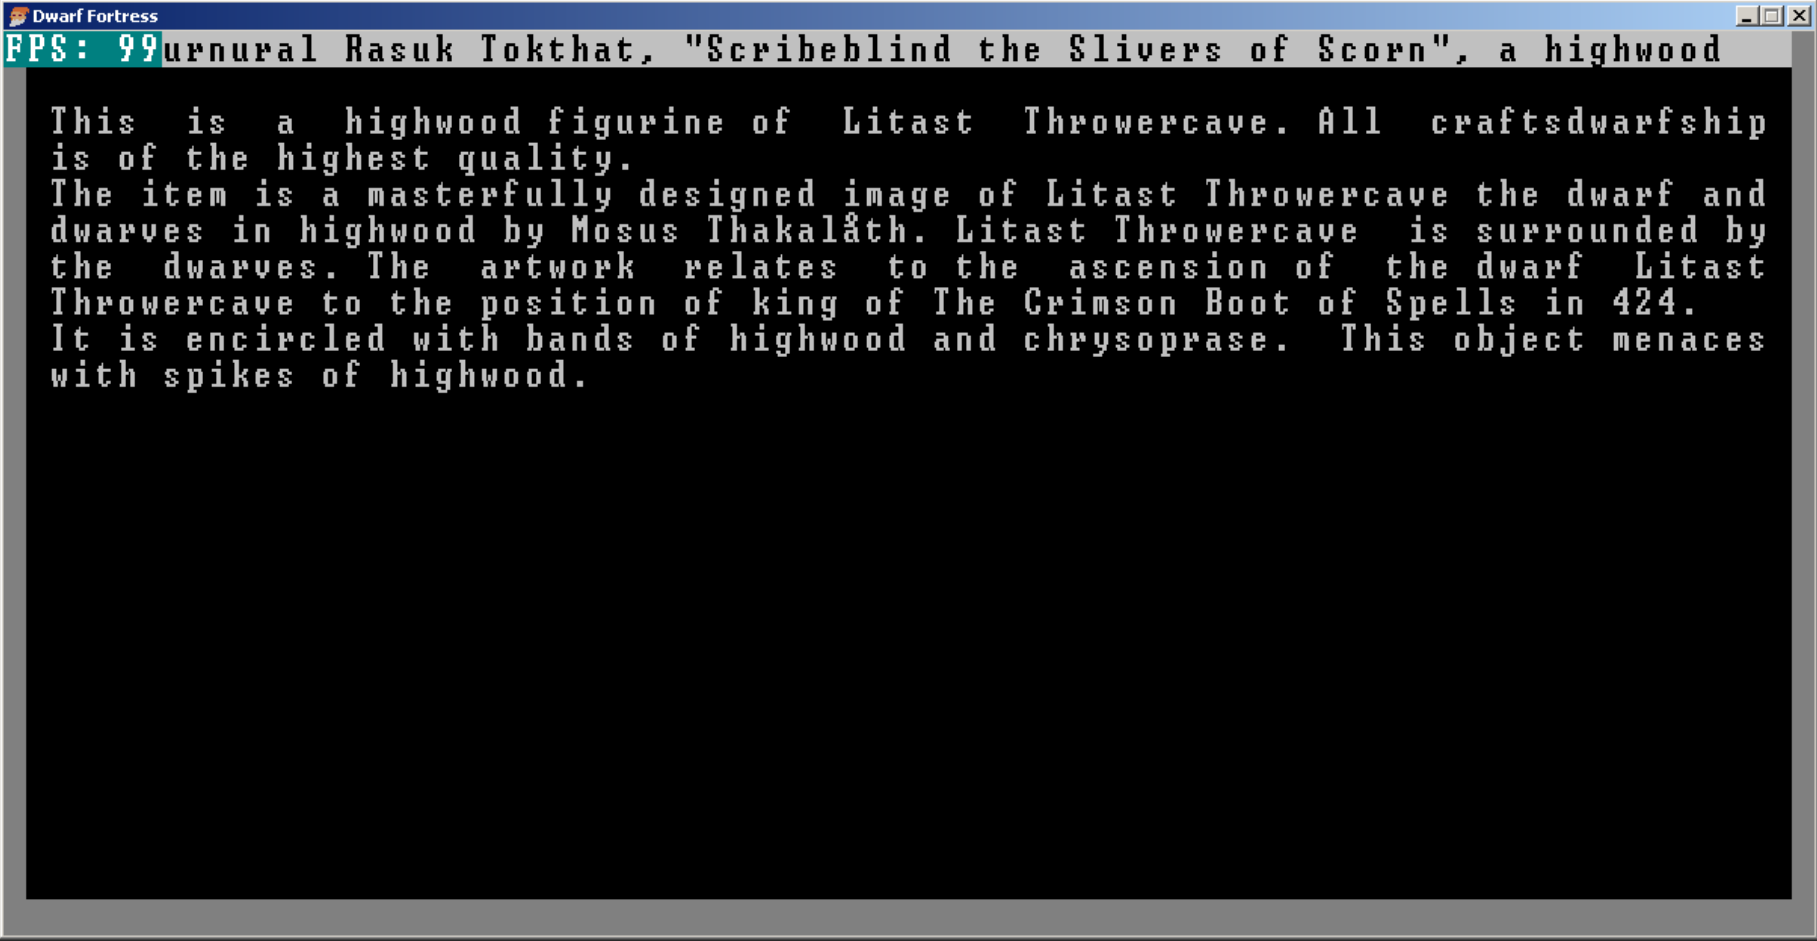 Dwarf Fortress
FPS: 99urnural Rasuk Tokthat, "Scribeblind the Slivers of Scorn", a highwood
This is a highwood figurine of Litast Throwercave. All craftsdwarfship
is of the highest quality.
The item is a masterfully designed image of Litast Throwercave the dwarf and
dwarves in highwood by Mosus Thakalåth. Litast Throwercave is surrounded by
the dwarves. The artwork relates to the ascension of the dwarf Litast
Throwercave to the position of king of The Crimson Boot of Spells in 424.
It is encircled with bands of highwood and chrysoprase. This object menaces
with spikes of highwood.